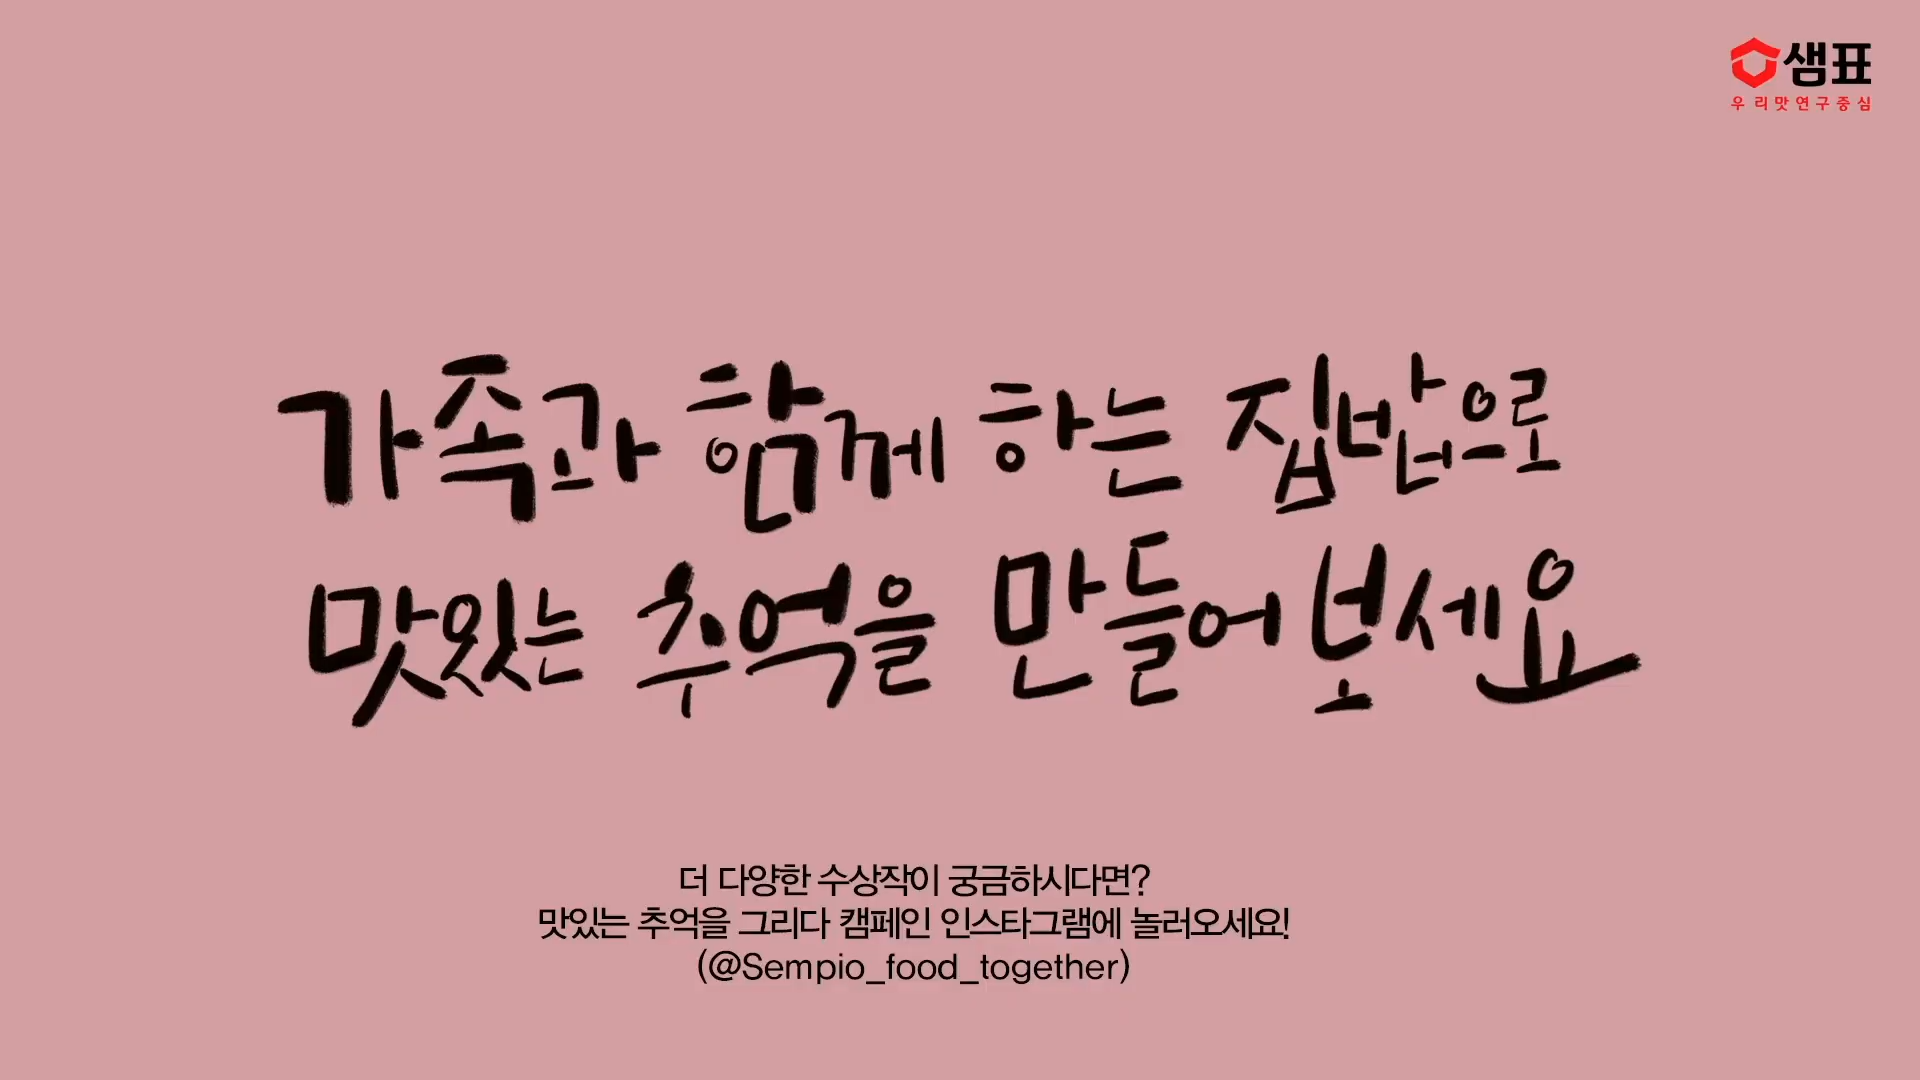 샘표
우리맛연구중심
가족과 함께 하는 집밥으로
맛있는 추억을 만들어보세요
더 다양한 수상작이 궁금하시다면?
맛있는 추억을 그리다 캠페인 인스타그램에 놀러오세요!
(@Sempio_food_together)